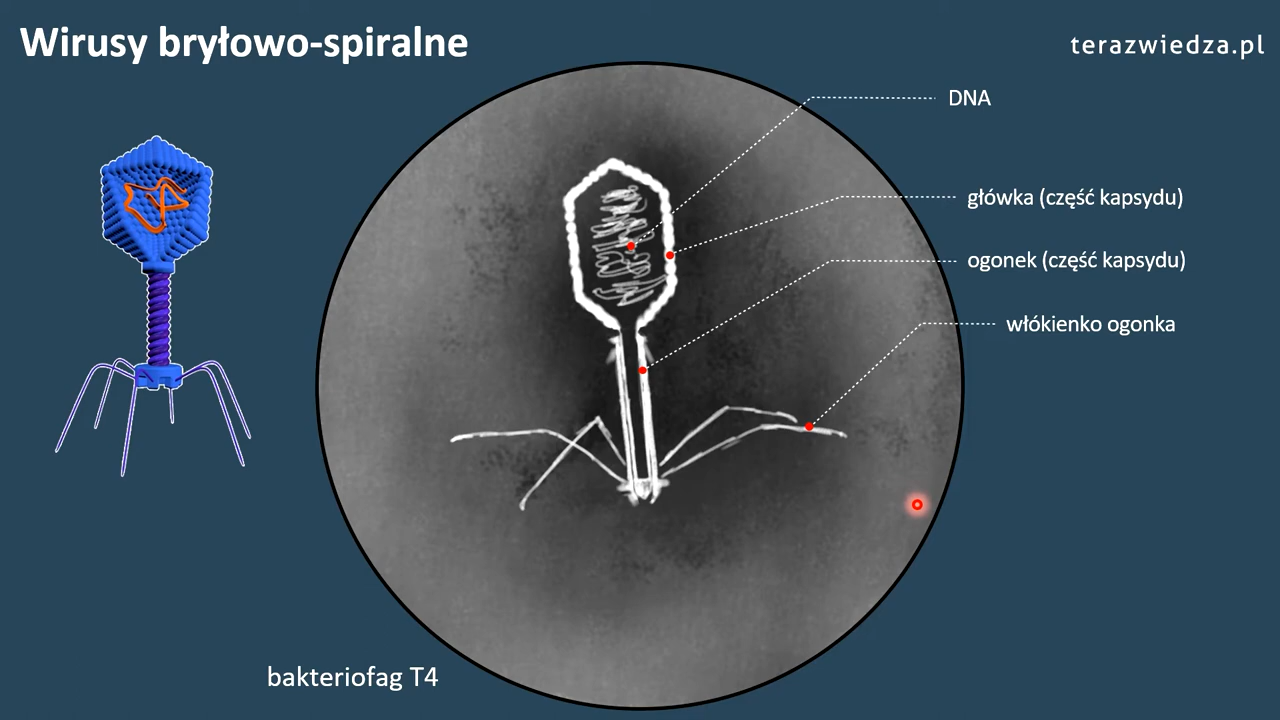 Wirusy bryłowo-spiralne
terazwiedza.pl
DNA
główka (część kapsydu)
ogonek (część kapsydu)
włókienko ogonka
bakteriofag T4